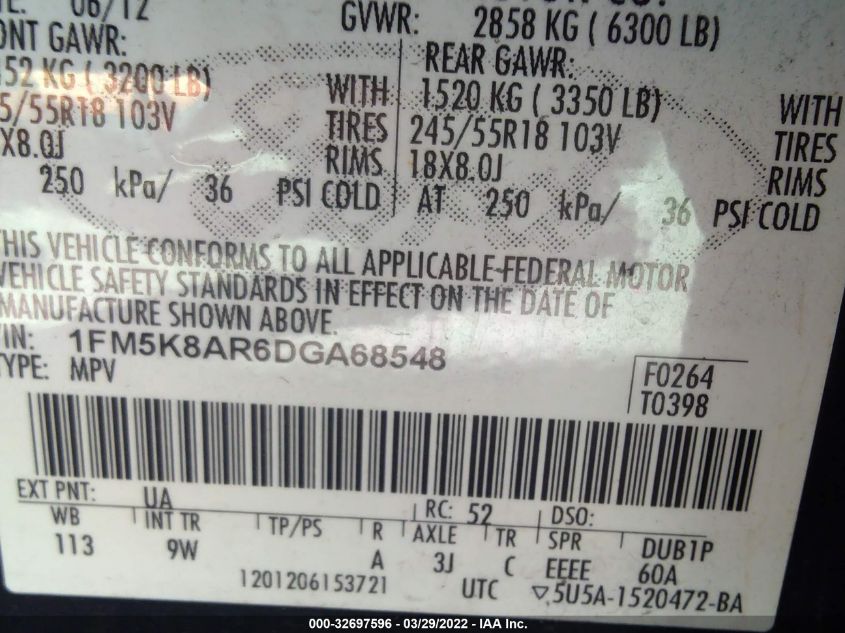 06/12
GVWR: 2858 KG ( 6300 LB)
ONT GAWR: REAR GAWR:
52 KG ( 3200 LB) WITH 1520 KG ( 3350 LB) WITH
5/55R18 103V TIRES 245/55R18 103V TIRES
X8.0J RIMS 18X8.0J RIMS
250 kPa/ 36 PSI COLD AT 250 kPa/ 36 PSI COLD
THIS VEHICLE CONFORMS TO ALL APPLICABLE FEDERAL MOTOR
VEHICLE SAFETY STANDARDS IN EFFECT ON THE DATE OF
MANUFACTURE SHOWN ABOVE.
VIN: 1FM5K8AR6DGA68548
TYPE: MPV
F0264
T0398
EXT PNT: UA RC: 52 DSO:
WB INT TR TP/PS R AXLE TR SPR DUB1P
113 9W A 3J C EEEE 60A
1201206153721 UTC ▽5U5A-1520472-BA
000-32697596 - 03/29/2022 - IAA Inc.